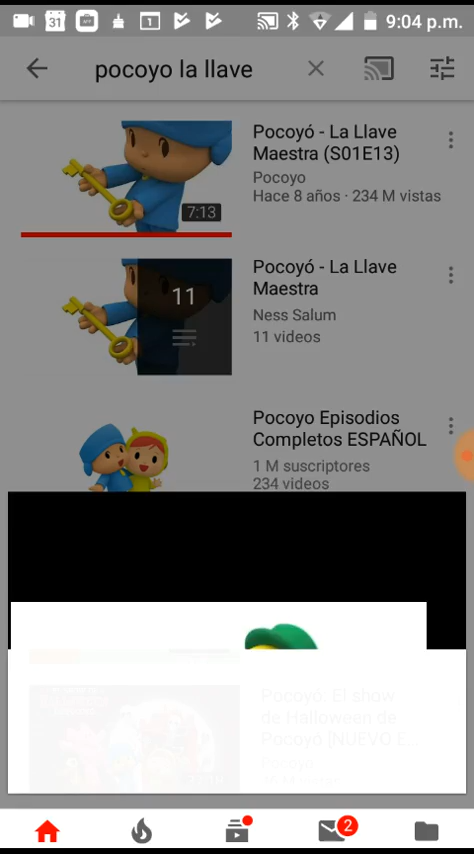 31
1
9:04 p.m.
pocoyo la llave
Pocoyó - La Llave
Maestra (S01E13)
Pocoyo
Hace 8 años · 234 M vistas
7:13
Pocoyó - La Llave
Maestra
11
Ness Salum
11 videos
Pocoyo Episodios
Completos ESPAÑOL
1 M suscriptores
234 videos
Pocoyó: El show
de Halloween de
Pocoyó [NUEVO E...
Pocoyo
2